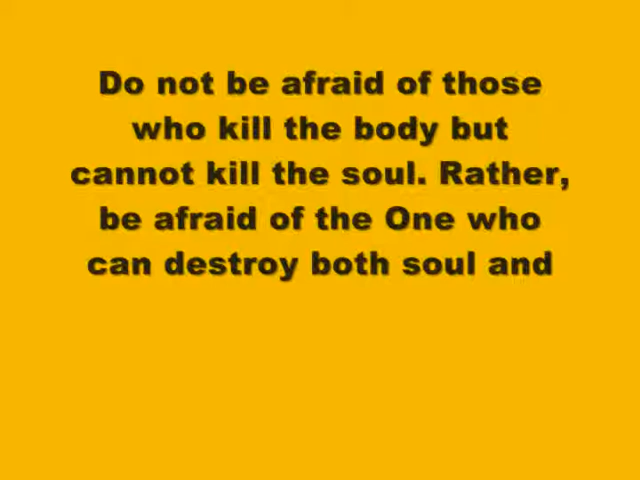 Do not be afraid of those
who kill the body but
cannot kill the soul. Rather,
be afraid of the One who
can destroy both soul and